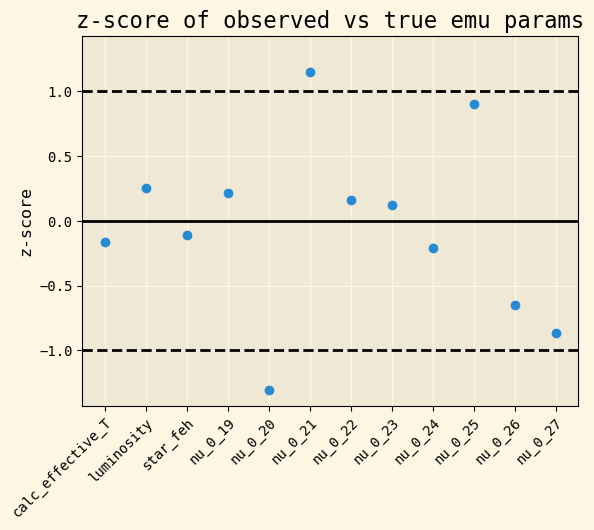 z-score of observed vs true emu params
z-score
1.0
0.5
0.0
−0.5
−1.0
calc_effective_T
luminosity
star_feh
nu_0_19
nu_0_20
nu_0_21
nu_0_22
nu_0_23
nu_0_24
nu_0_25
nu_0_26
nu_0_27